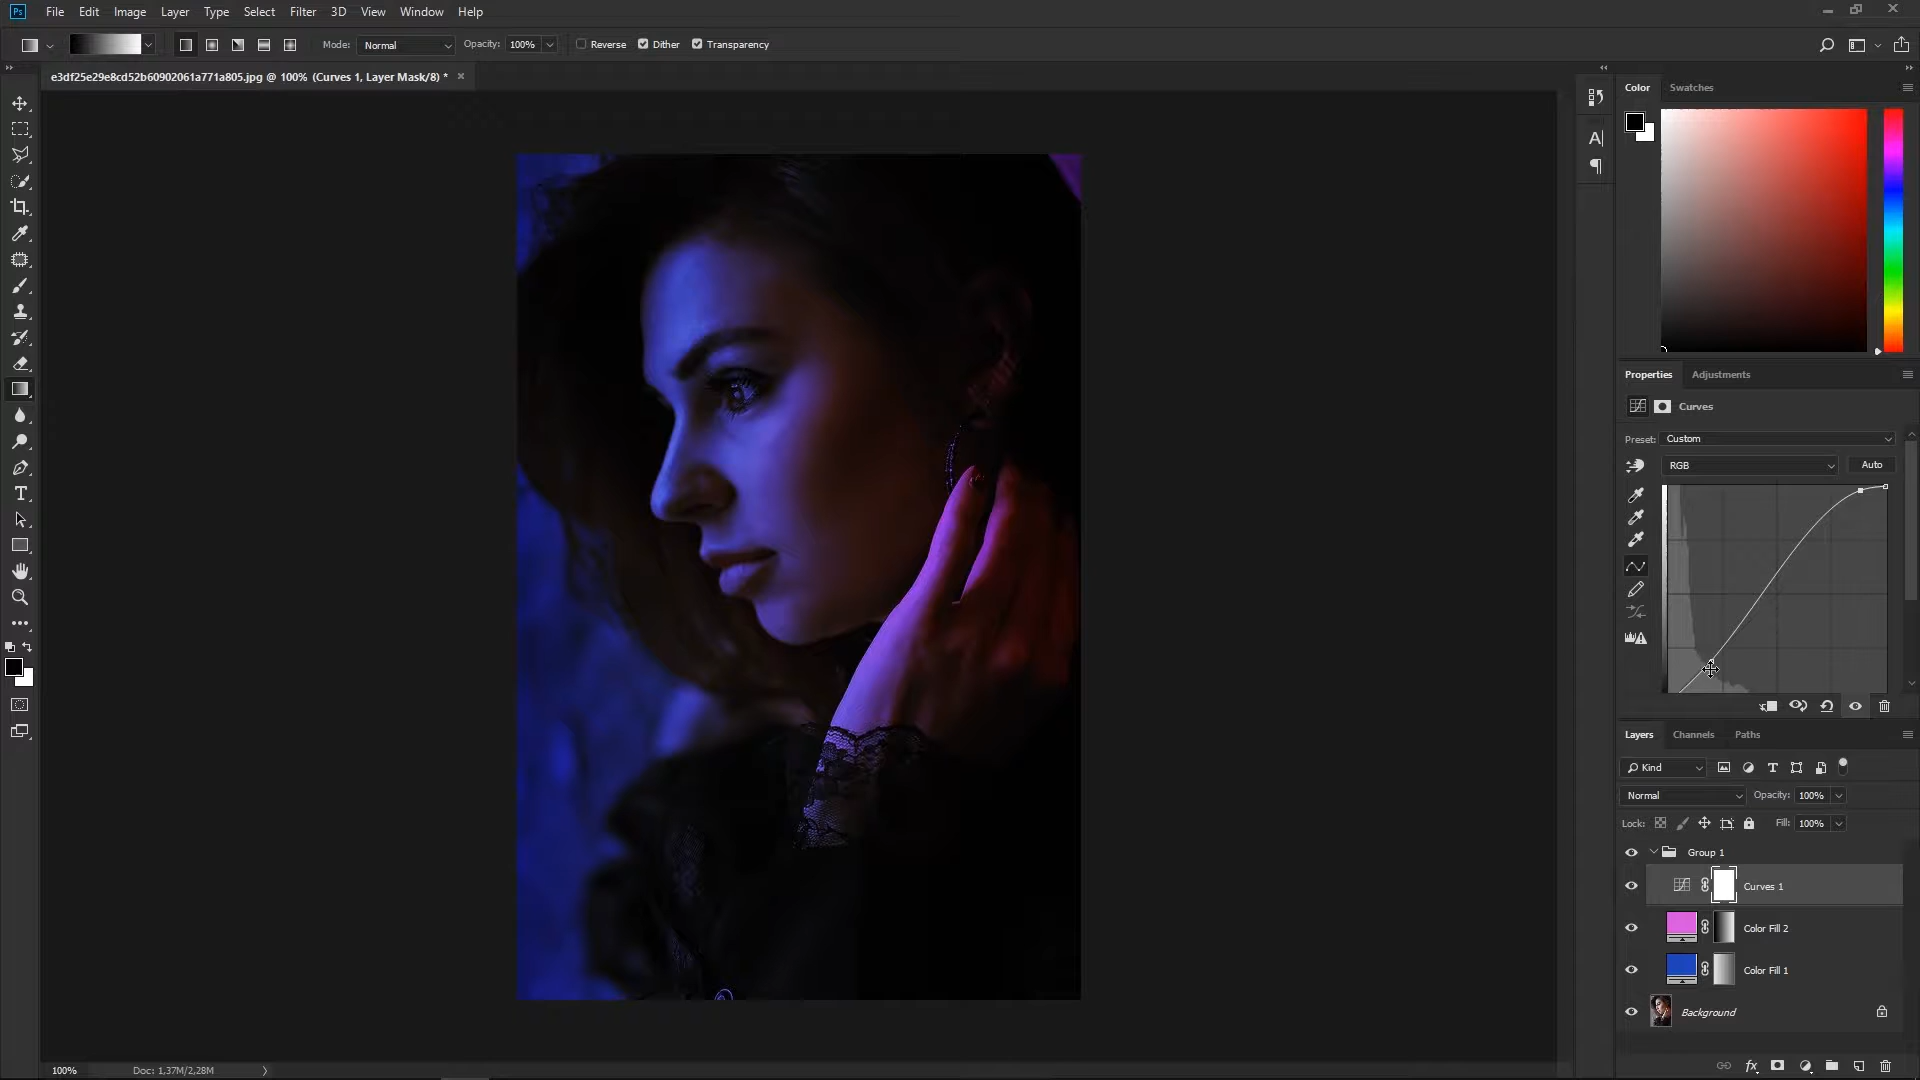 Ps File Edit Image Layer Type Select Filter 3D View Window Help
Mode: Normal Opacity: 100% Reverse Dither Transparency
e3df25e29e8cd52b60902061a771a805.jpg @ 100% (Curves 1, Layer Mask/8) *
Color Swatches
Properties Adjustments
Curves
Preset: Custom
RGB Auto
Layers Channels Paths
Kind
Normal Opacity: 100%
Lock: Fill: 100%
Group 1
Curves 1
Color Fill 2
Color Fill 1
Background
100% Doc: 1,37M/2,28M